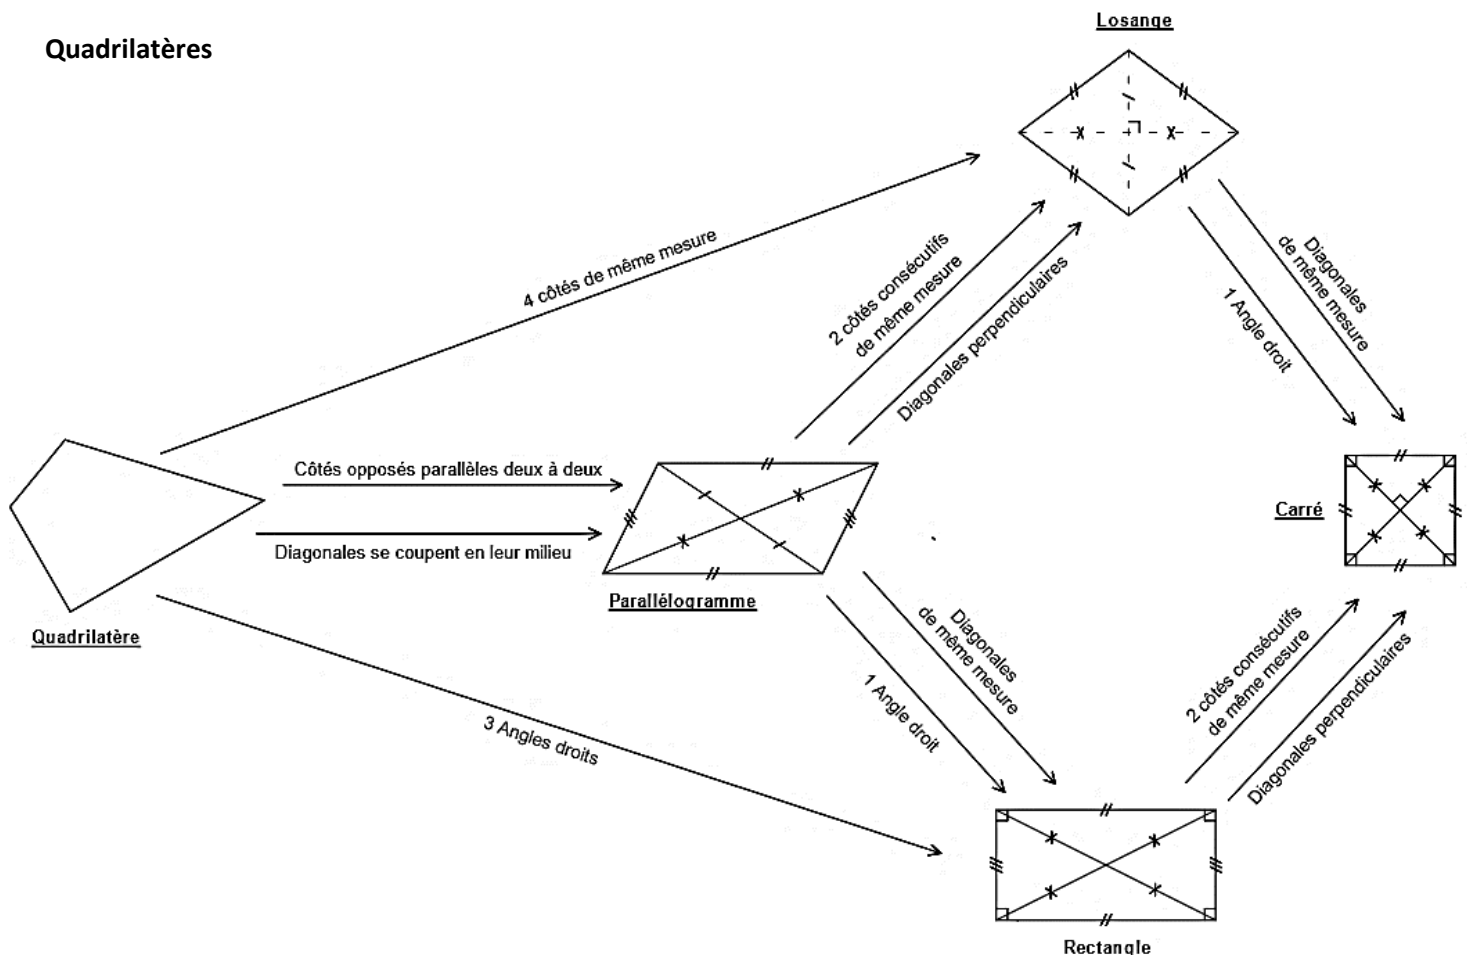 Quadrilatères
Losange
4 côtés de même mesure
2 côtés consécutifs
de même mesure
Diagonales perpendiculaires
Diagonales
de même mesure
1 Angle droit
Côtés opposés parallèles deux à deux
Diagonales se coupent en leur milieu
Quadrilatère
Parallélogramme
Carré
3 Angles droits
Diagonales
de même mesure
1 Angle droit
2 côtés consécutifs
de même mesure
Diagonales perpendiculaires
Rectangle